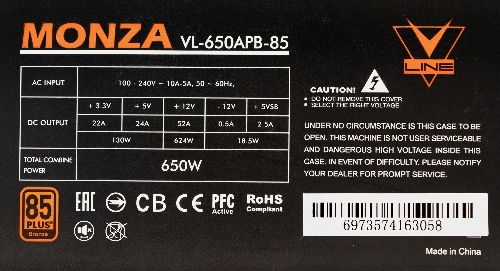 MONZA VL-650APB-85
V
LINE
AC INPUT 100 - 240V ~ 10A-5A, 50 ~ 60Hz,
DC OUTPUT + 3.3V + 5V + 12V - 12V + 5VSB
22A 24A 52A 0.5A 2.5A
130W 624W 18.5W
TOTAL COMBINE POWER 650W
CAUTION!
DO NOT REMOVE THIS COVER
SELECT THE RIGHT VOLTAGE
UNDER NO CIRCUMSTANCE IS THIS CASE TO BE
OPEN. THIS MACHINE IS NOT USER SERVICEABLE
AND DANGEROUS HIGH VOLTAGE LURKS INSIDE.
IN EVENT OF DIFFICULTY, PLEASE NOTIFY
YOUR DEALER FOR PROMPT SERVICE.
85
PLUS
Bronze
EAC CB CE PFC
Active
RoHS
Compliant
6973574163058
Made in China